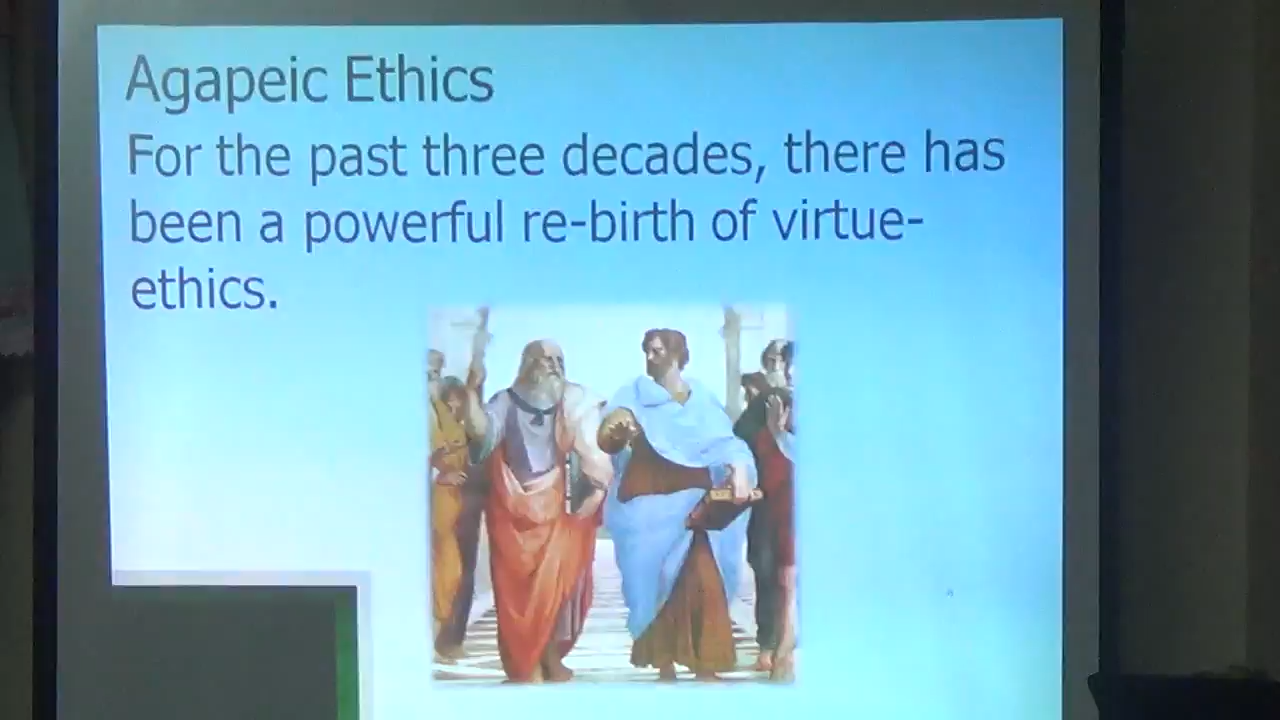 Agapeic Ethics
For the past three decades, there has
been a powerful re-birth of virtue-
ethics.